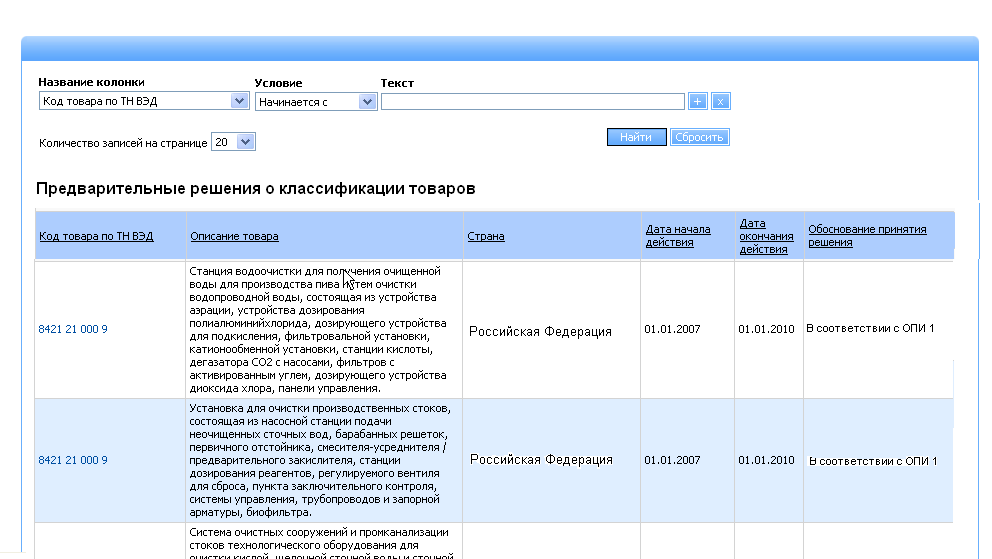 Название колонки Условие Текст
Код товара по ТН ВЭД Начинается с + x
Количество записей на странице 20 Найти Сбросить
Предварительные решения о классификации товаров
Код товара по ТН ВЭД Описание товара Страна Дата начала действия Дата окончания действия Обоснование принятия решения
Станция водоочистки для получения очищенной
воды для производства пива путем очистки
водопроводной воды, состоящая из устройства
аэрации, устройства дозирования
полиалюминийхлорида, дозирующего устройства
для подкисления, фильтровальной установки,
катионообменной установки, станции кислоты,
дегазатора СО2 с насосами, фильтров с
активированным углем, дозирующего устройства
диоксида хлора, панели управления.
8421 21 000 9 Российская Федерация 01.01.2007 01.01.2010 В соответствии с ОПИ 1
Установка для очистки производственных стоков,
состоящая из насосной станции подачи
неочищенных сточных вод, барабанных решеток,
первичного отстойника, смесителя-усреднителя /
предварительного закислителя, станции
дозирования реагентов, регулируемого вентиля
для сброса, пункта заключительного контроля,
системы управления, трубопроводов и запорной
арматуры, биофильтра.
8421 21 000 9 Российская Федерация 01.01.2007 01.01.2010 В соответствии с ОПИ 1
Система очистных сооружений и промканализации
стоков технологического оборудования для
очистки кислой, щелочной сточной воды и сточной